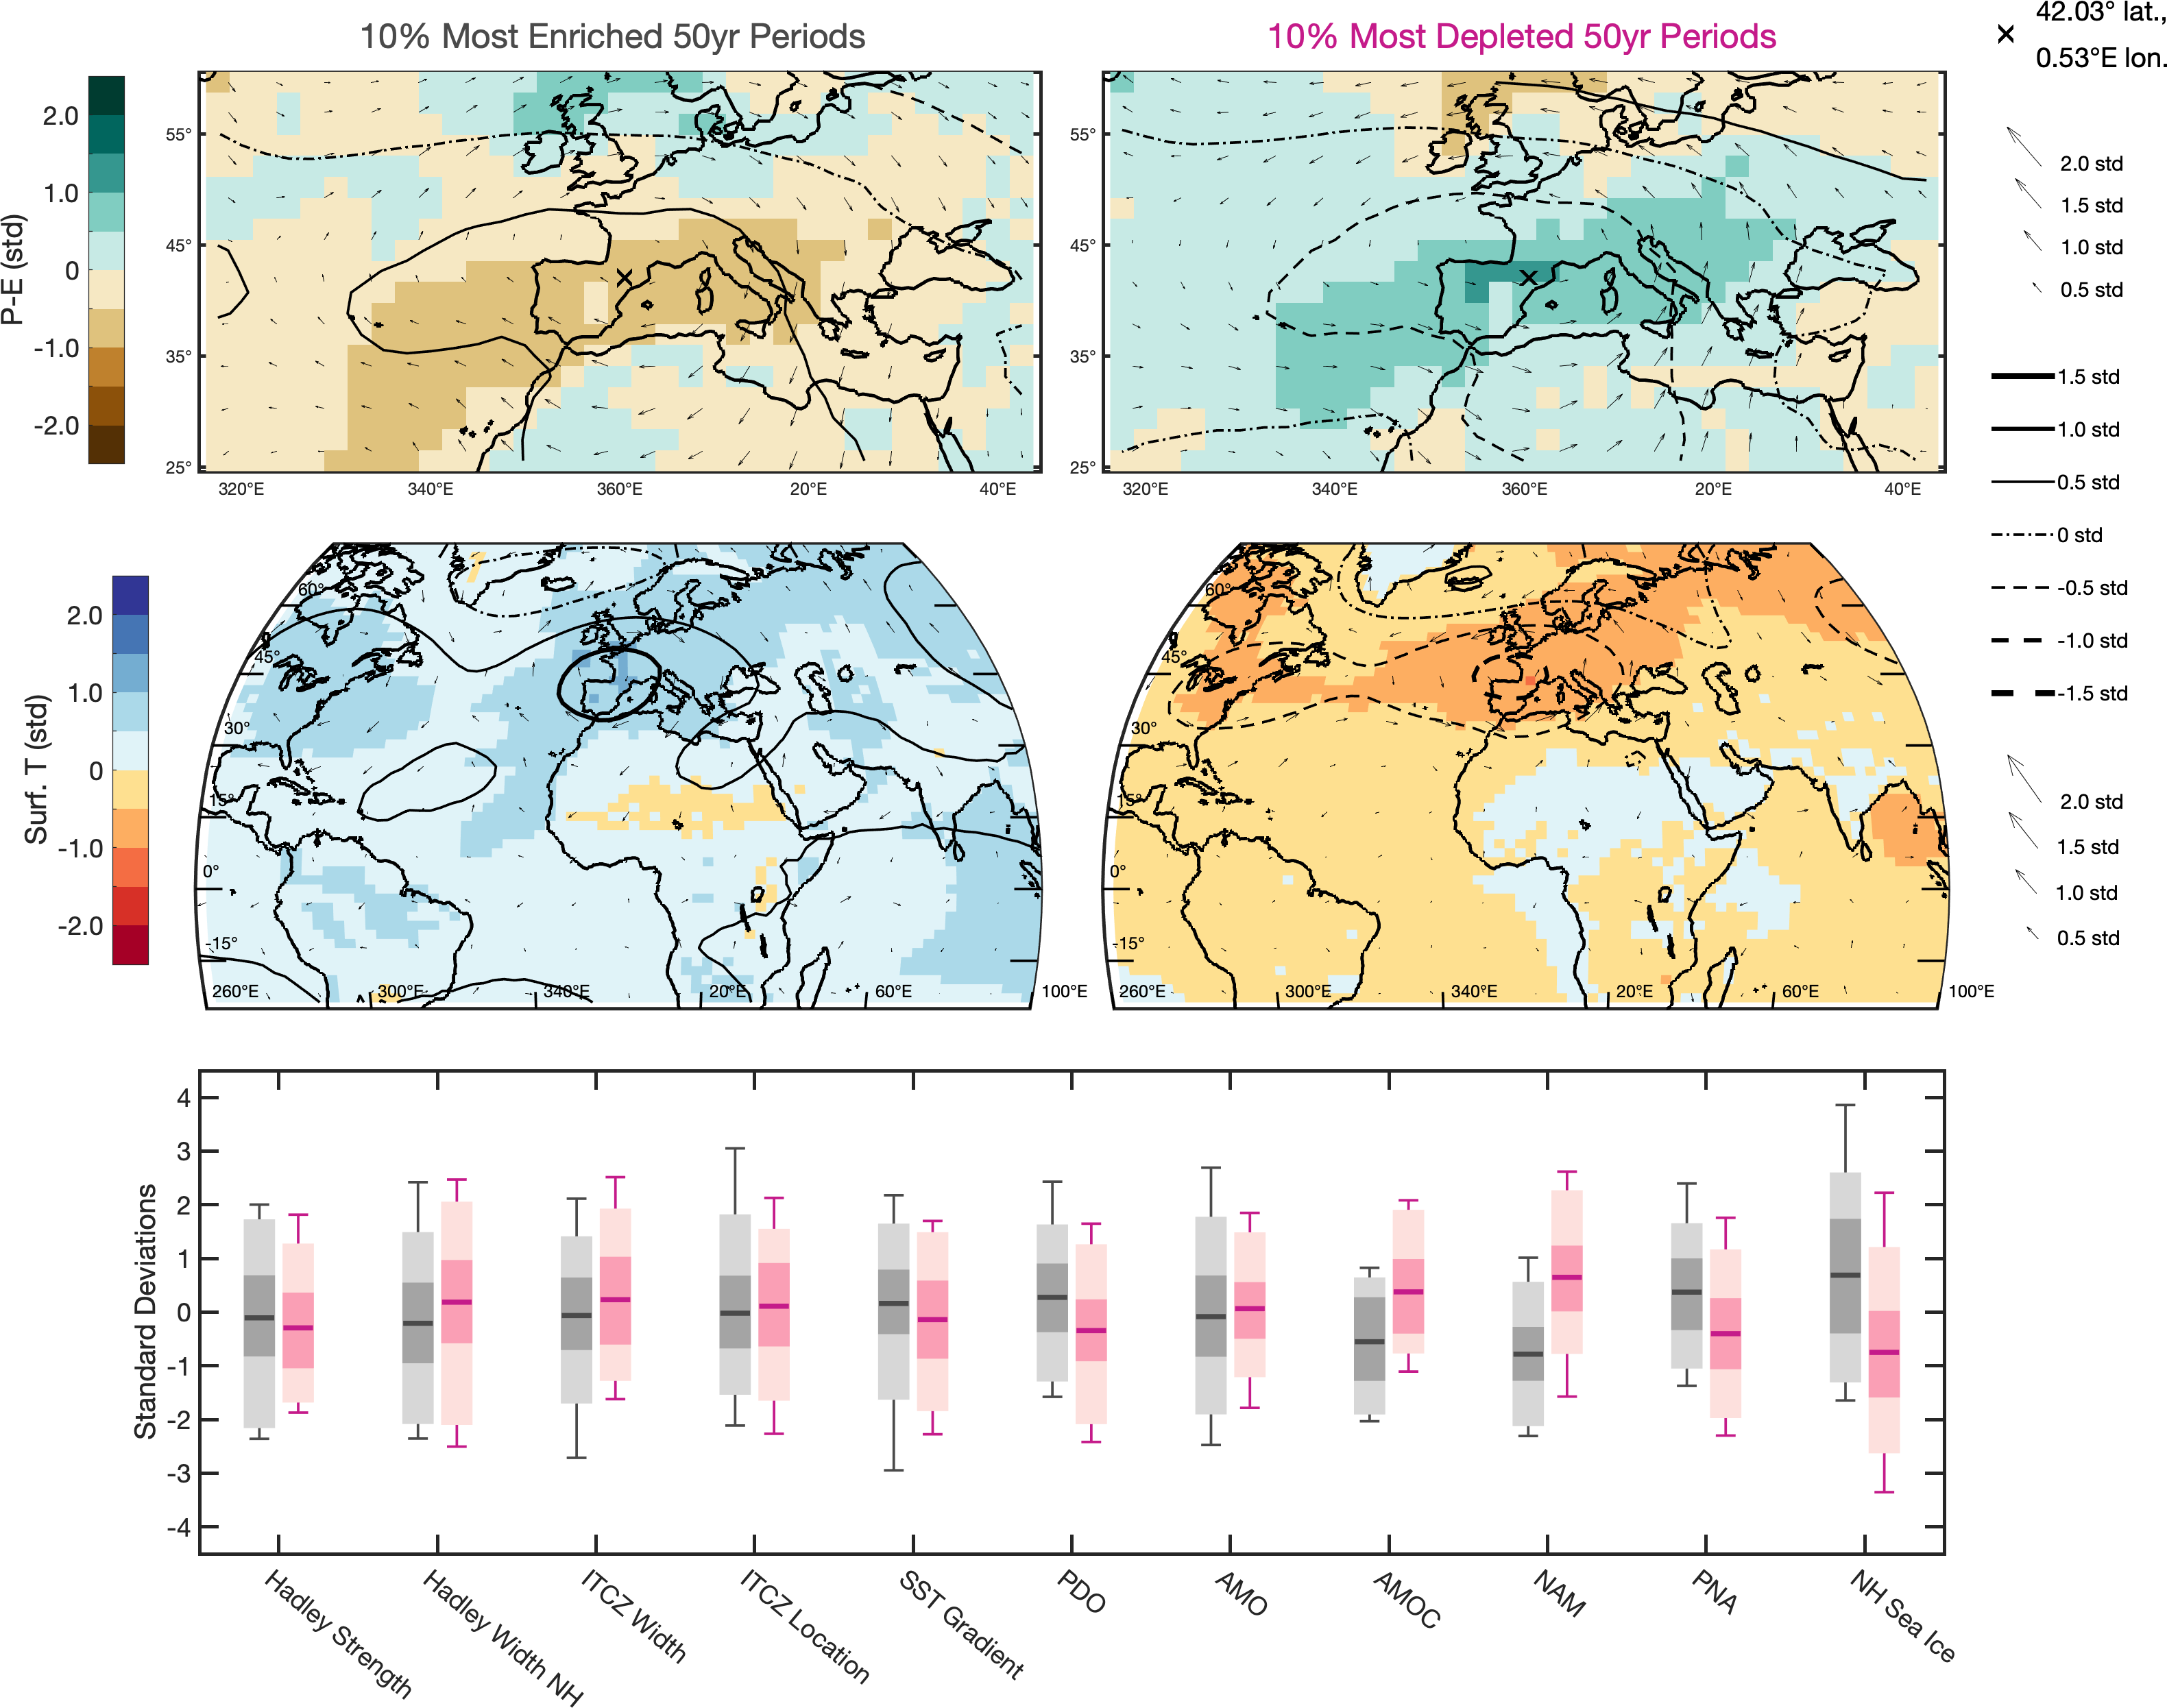 10% Most Enriched 50yr Periods
10% Most Depleted 50yr Periods
42.03° lat.,
0.53°E lon.
P-E (std)
2.0
1.0
0
-1.0
-2.0
55°
45°
35°
25°
320°E 340°E 360°E 20°E 40°E
55°
45°
35°
25°
320°E 340°E 360°E 20°E 40°E
2.0 std
1.5 std
1.0 std
0.5 std
1.5 std
1.0 std
0.5 std
0 std
-0.5 std
-1.0 std
-1.5 std
Surf. T (std)
2.0
1.0
0
-1.0
-2.0
60°
45°
30°
15°
0°
-15°
260°E 300°E 340°E 20°E 60°E 100°E
60°
45°
30°
15°
0°
-15°
260°E 300°E 340°E 20°E 60°E 100°E
2.0 std
1.5 std
1.0 std
0.5 std
Standard Deviations
4
3
2
1
0
-1
-2
-3
-4
Hadley Strength
Hadley Width NH
ITCZ Width
ITCZ Location
SST Gradient
PDO
AMO
AMOC
NAM
PNA
NH Sea Ice